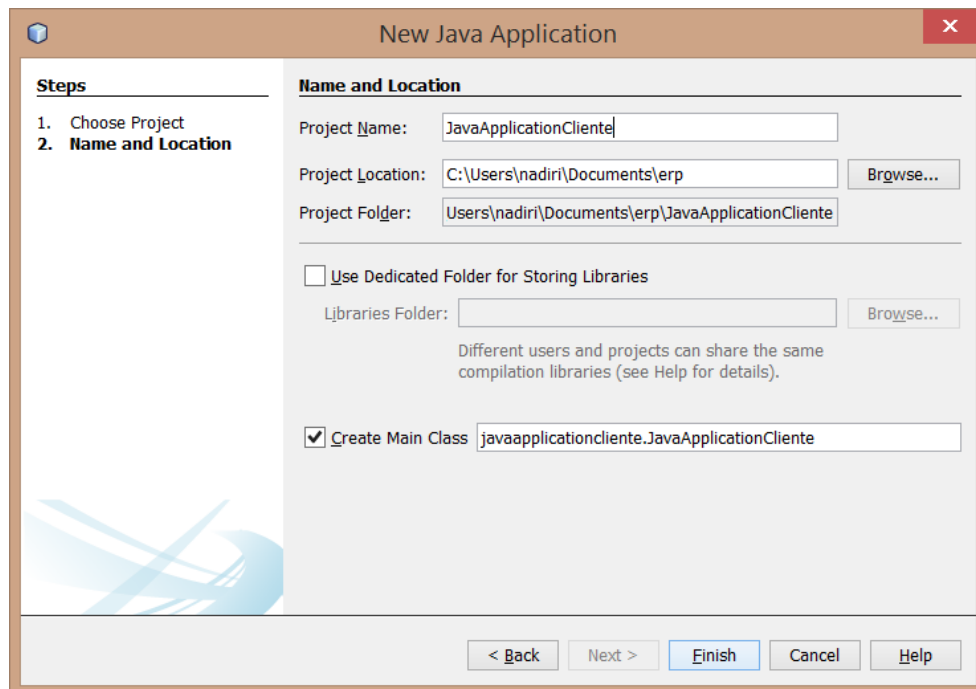 New Java Application
Steps
1. Choose Project
2. Name and Location
Name and Location
Project Name: JavaApplicationCliente
Project Location: C:\Users\nadiri\Documents\erp Browse...
Project Folder: Users\nadiri\Documents\erp\JavaApplicationCliente
Use Dedicated Folder for Storing Libraries
Libraries Folder: Browse...
Different users and projects can share the same
compilation libraries (see Help for details).
Create Main Class javaapplicationcliente.JavaApplicationCliente
< Back Next > Finish Cancel Help